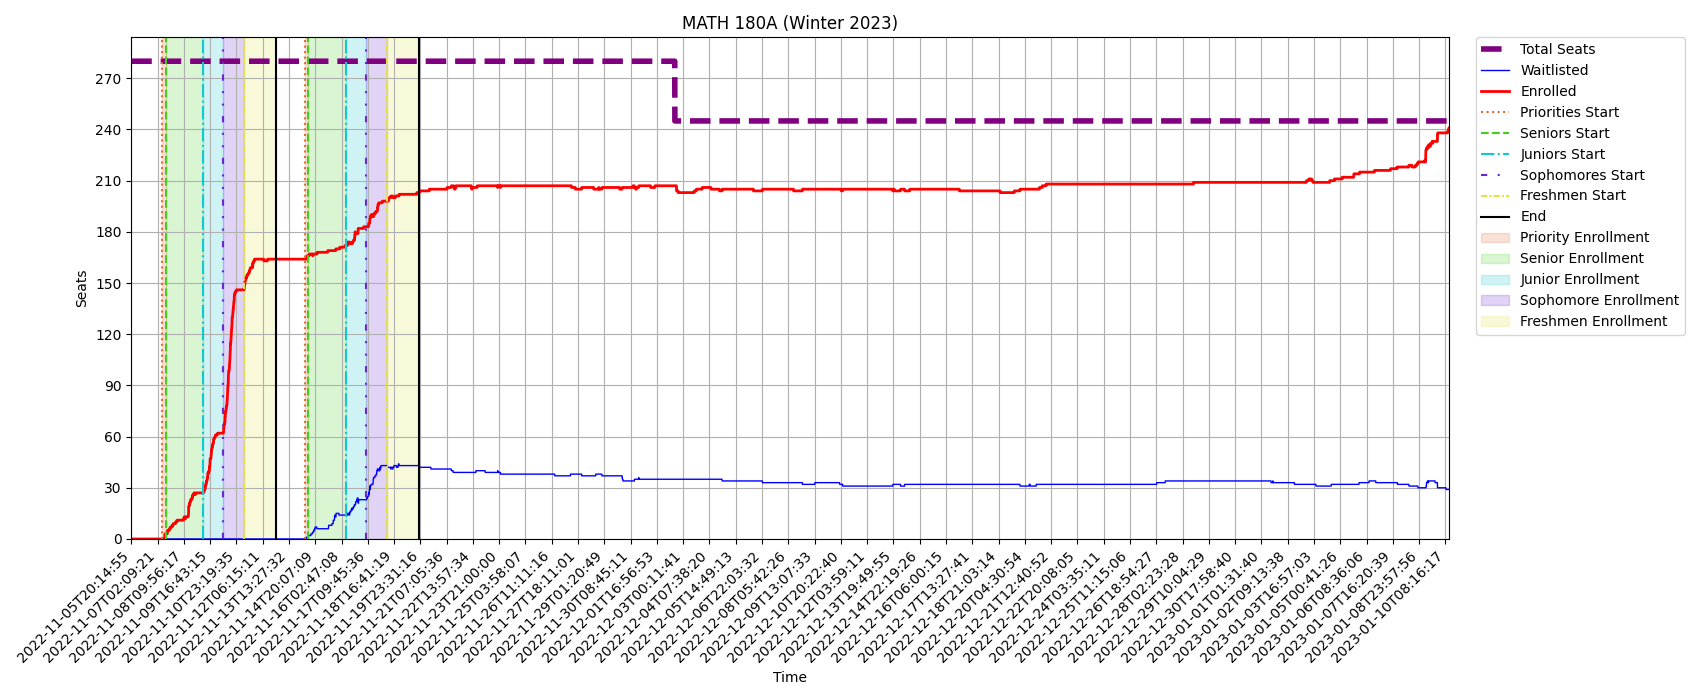 MATH 180A (Winter 2023)
270
240
210
180
150
120
90
60
30
0
Seats
2022-11-05T20:14:55
2022-11-07T02:09:21
2022-11-08T09:56:17
2022-11-09T16:43:15
2022-11-10T23:19:35
2022-11-12T06:15:11
2022-11-13T13:27:32
2022-11-14T20:07:09
2022-11-16T02:47:08
2022-11-17T09:45:36
2022-11-18T16:41:19
2022-11-19T23:31:16
2022-11-21T07:05:36
2022-11-22T13:57:34
2022-11-23T21:00:00
2022-11-25T03:58:07
2022-11-26T11:11:16
2022-11-27T18:11:01
2022-11-29T01:20:49
2022-11-30T08:45:11
2022-12-01T16:56:53
2022-12-03T00:11:41
2022-12-04T07:38:20
2022-12-05T14:49:13
2022-12-06T22:03:32
2022-12-08T05:42:26
2022-12-09T13:07:33
2022-12-10T20:22:40
2022-12-12T03:59:11
2022-12-13T19:49:55
2022-12-14T22:19:26
2022-12-16T06:00:15
2022-12-17T13:27:41
2022-12-18T21:03:14
2022-12-20T04:30:54
2022-12-21T12:40:52
2022-12-22T20:08:05
2022-12-24T03:35:11
2022-12-25T11:15:06
2022-12-26T18:54:27
2022-12-28T02:23:28
2022-12-29T10:04:29
2022-12-30T17:58:40
2023-01-01T01:31:40
2023-01-02T09:13:38
2023-01-03T16:57:03
2023-01-05T00:41:26
2023-01-06T08:36:06
2023-01-07T16:20:39
2023-01-08T23:57:56
2023-01-10T08:16:17
Time
Total Seats
Waitlisted
Enrolled
Priorities Start
Seniors Start
Juniors Start
Sophomores Start
Freshmen Start
End
Priority Enrollment
Senior Enrollment
Junior Enrollment
Sophomore Enrollment
Freshmen Enrollment